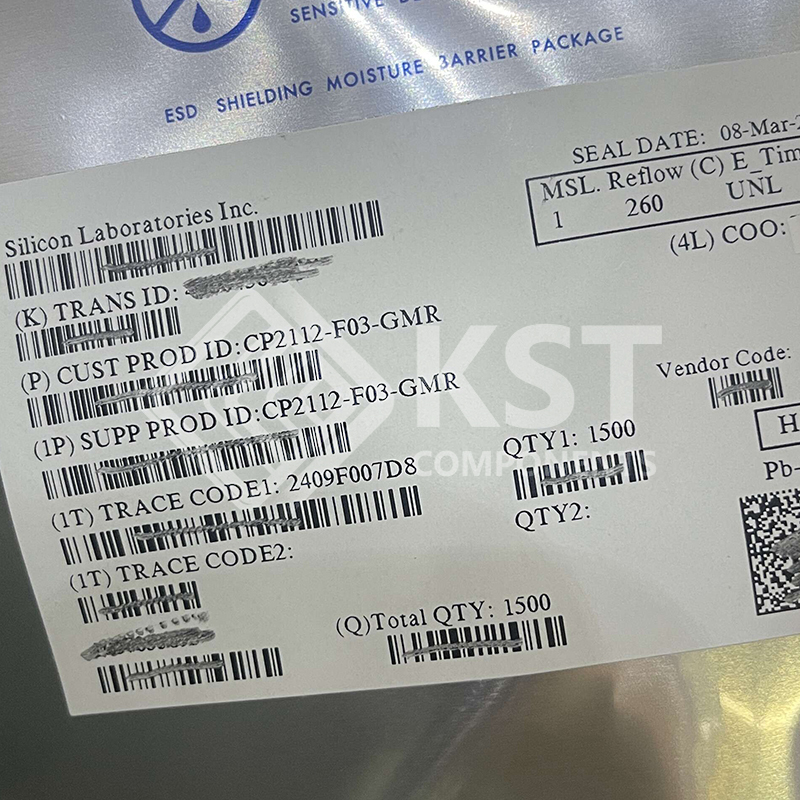 SENSITIVE
ESD SHIELDING MOISTURE BARRIER PACKAGE
SEAL DATE: 08-Mar-
MSL. Reflow (C) E_Tim
1 260 UNL
(4L) COO:
Silicon Laboratories Inc.
(K) TRANS ID:
(P) CUST PROD ID:CP2112-F03-GMR
(1P) SUPP PROD ID:CP2112-F03-GMR
(1T) TRACE CODE1: 2409F007D8
(1T) TRACE CODE2:
Vendor Code:
QTY1: 1500
QTY2:
H
Pb-
(Q)Total QTY: 1500
KST
COMPONENTS